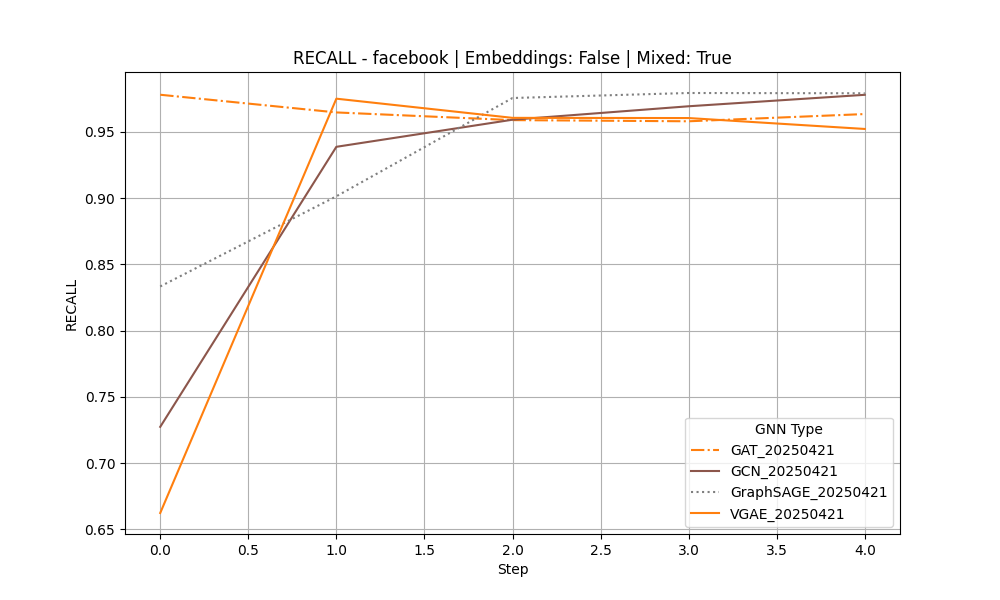 RECALL - facebook | Embeddings: False | Mixed: True
RECALL
0.95
0.90
0.85
0.80
0.75
0.70
0.65
GNN Type
GAT_20250421
GCN_20250421
GraphSAGE_20250421
VGAE_20250421
0.0 0.5 1.0 1.5 2.0 2.5 3.0 3.5 4.0
Step